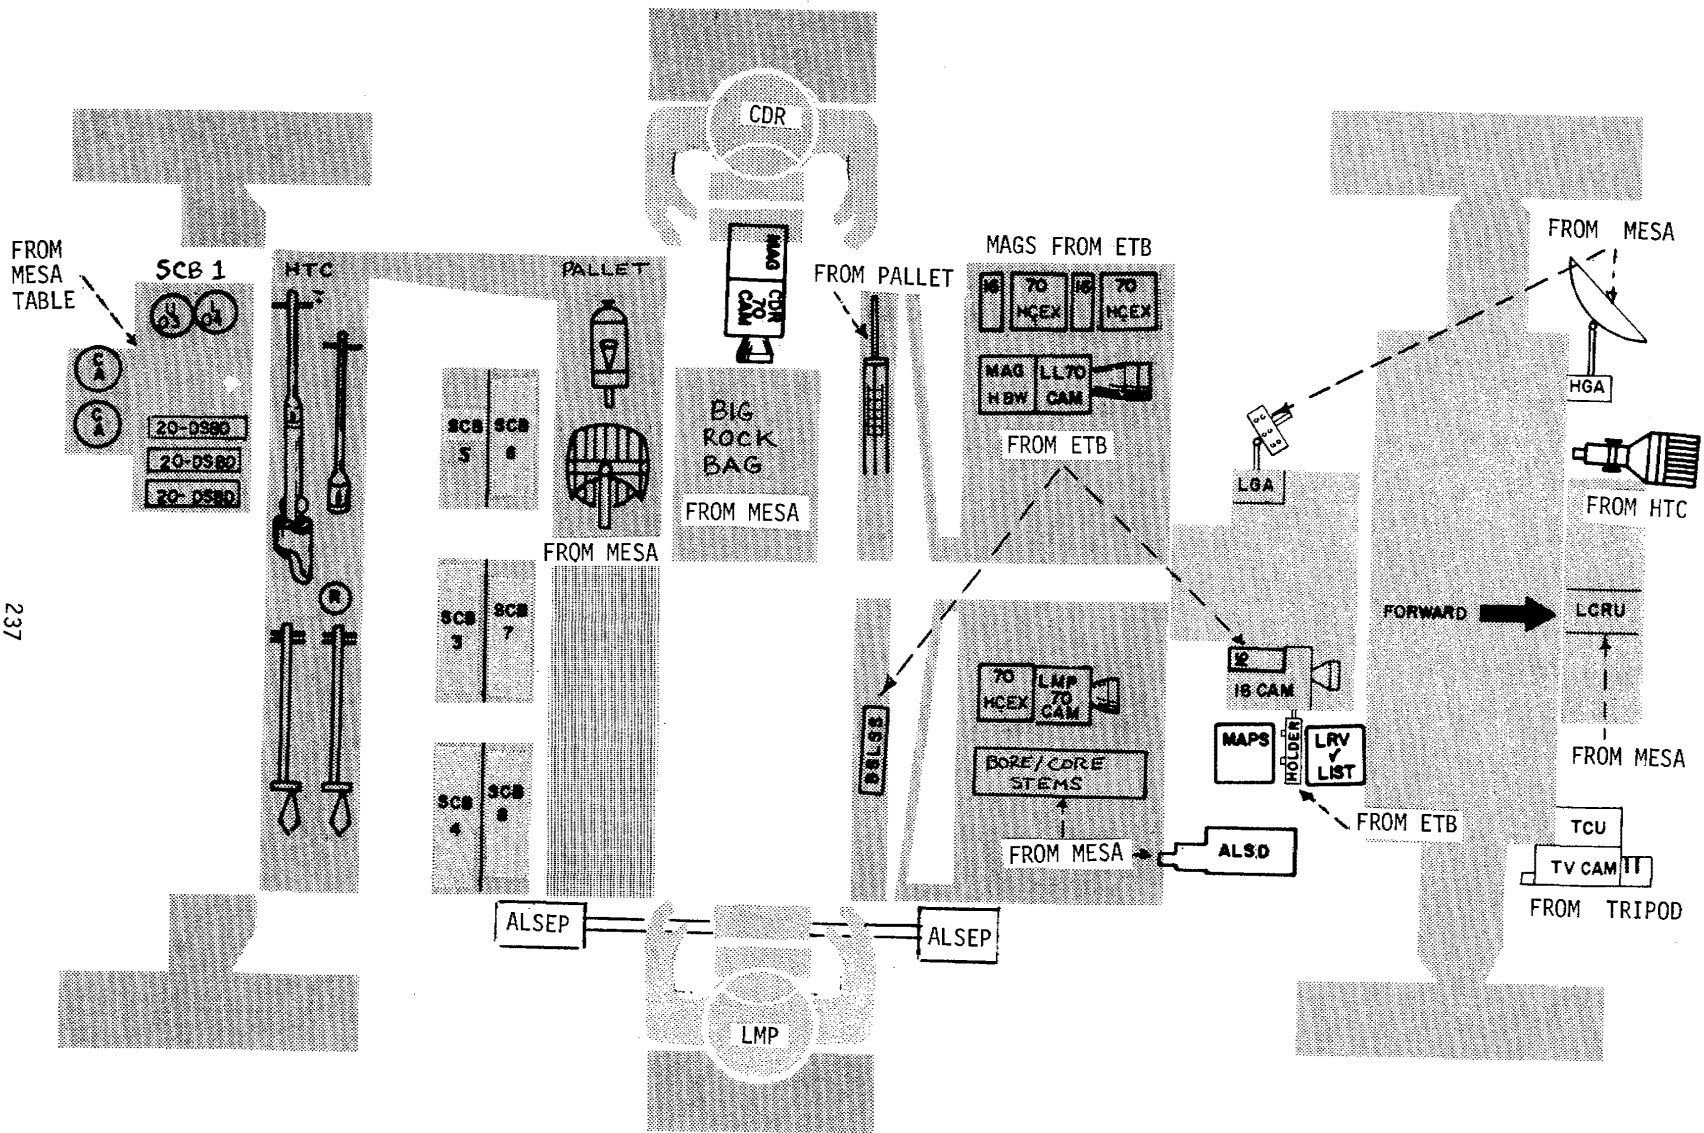 CDR
FROM
MESA
TABLE
SCB 1
HTC
PALLET
MAG
CDR
70
CAM
FROM PALLET
MAGS FROM ETB
16
70
HCEX
16
70
HCEX
MAG
HBW
LL70
CAM
FROM ETB
FROM MESA
HGA
LGA
FROM HTC
C
A
C
A
20-DSBD
20-DSBD
20-DSBD
SCB
5
SCB
6
BIG
ROCK
BAG
FROM MESA
FROM MESA
R
SCB
3
SCB
7
SCB
4
SCB
8
FORWARD
LCRU
FROM MESA
237
70
HCEX
LMP
70
CAM
16 CAM
SSLSS
MAPS
HOLDER
LRV
✓
LIST
FROM ETB
BORE/CORE
STEMS
FROM MESA
ALSD
TCU
TV CAM
FROM TRIPOD
ALSEP
ALSEP
LMP